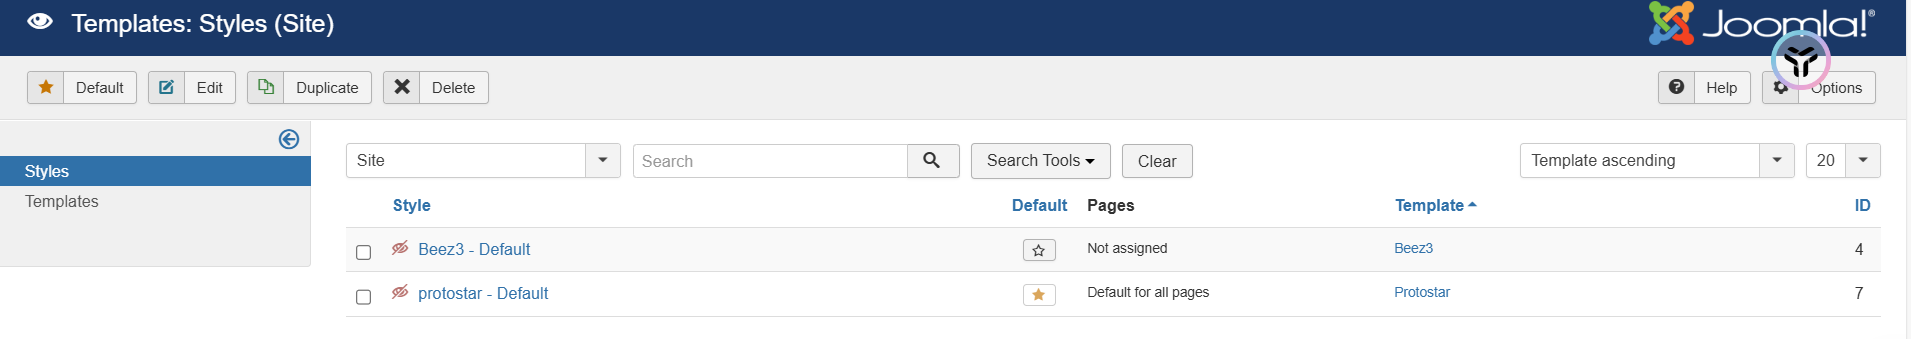 Templates: Styles (Site)
Joomla!®
Default Edit Duplicate Delete Help Options
Styles
Templates
Site Search Search Tools Clear Template ascending 20
Style Default Pages Template ID
Beez3 - Default Not assigned Beez3 4
protostar - Default Default for all pages Protostar 7